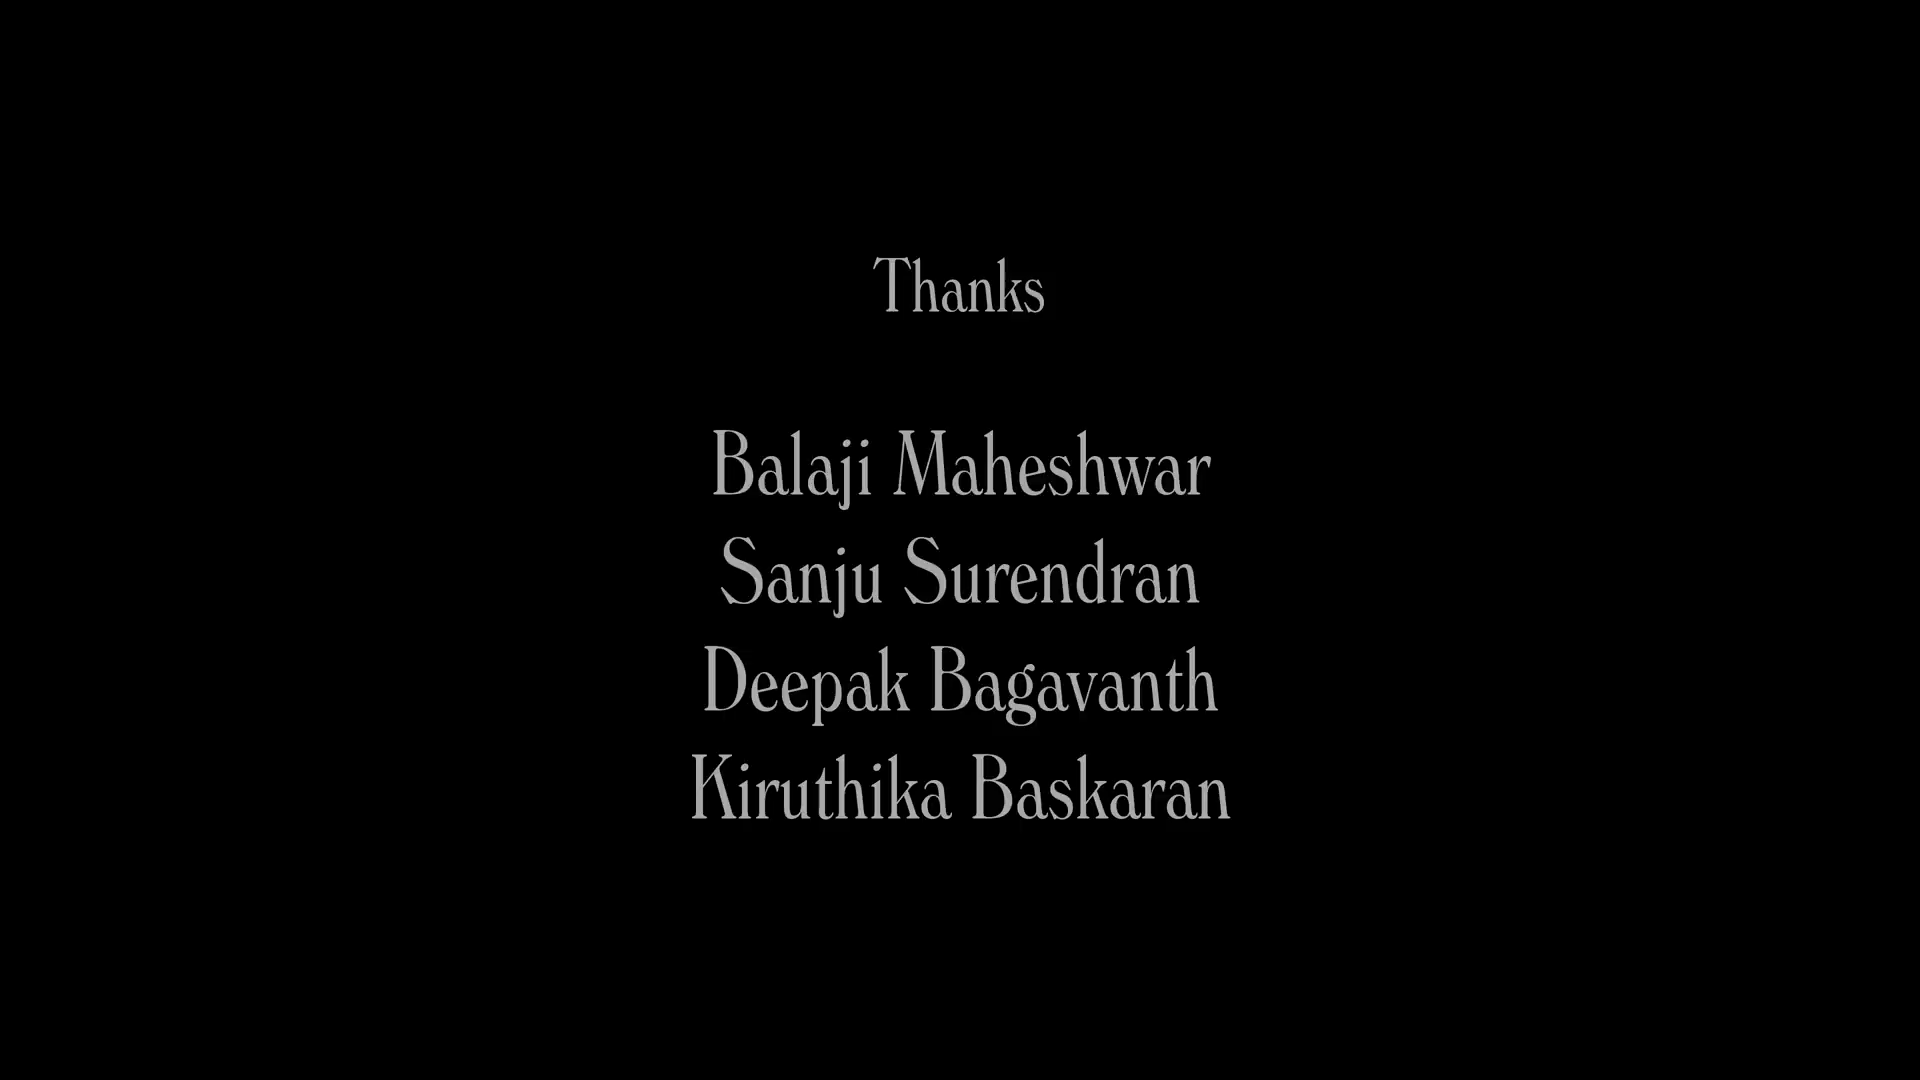 Thanks
Balaji Maheshwar
Sanju Surendran
Deepak Bagavanth
Kiruthika Baskaran